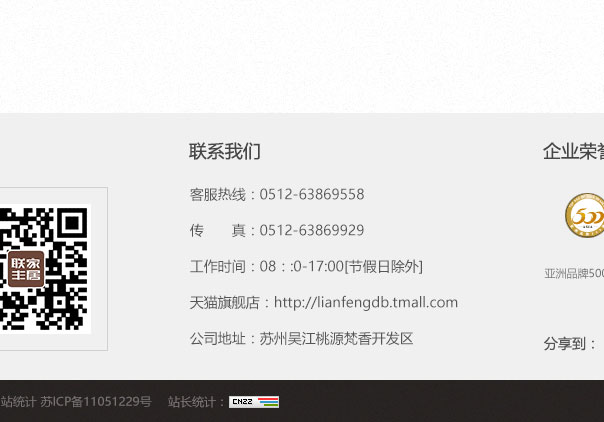 联系我们
客服热线：0512-63869558
传　　真：0512-63869929
工作时间：08：:0-17:00[节假日除外]
天猫旗舰店：http://lianfengdb.tmall.com
公司地址：苏州吴江桃源梵香开发区
联家
丰居
企业荣誉
500
ASIA
亚洲品牌500
分享到：
站统计 苏ICP备11051229号 站长统计：CNZZ